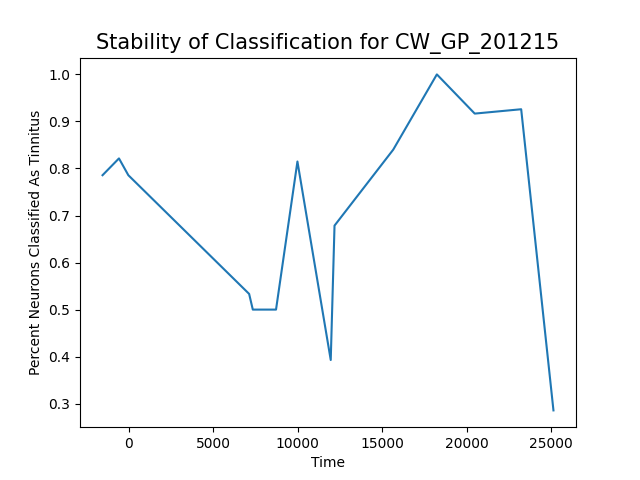 Stability of Classification for CW_GP_201215
Percent Neurons Classified As Tinnitus
1.0
0.9
0.8
0.7
0.6
0.5
0.4
0.3
0 5000 10000 15000 20000 25000
Time